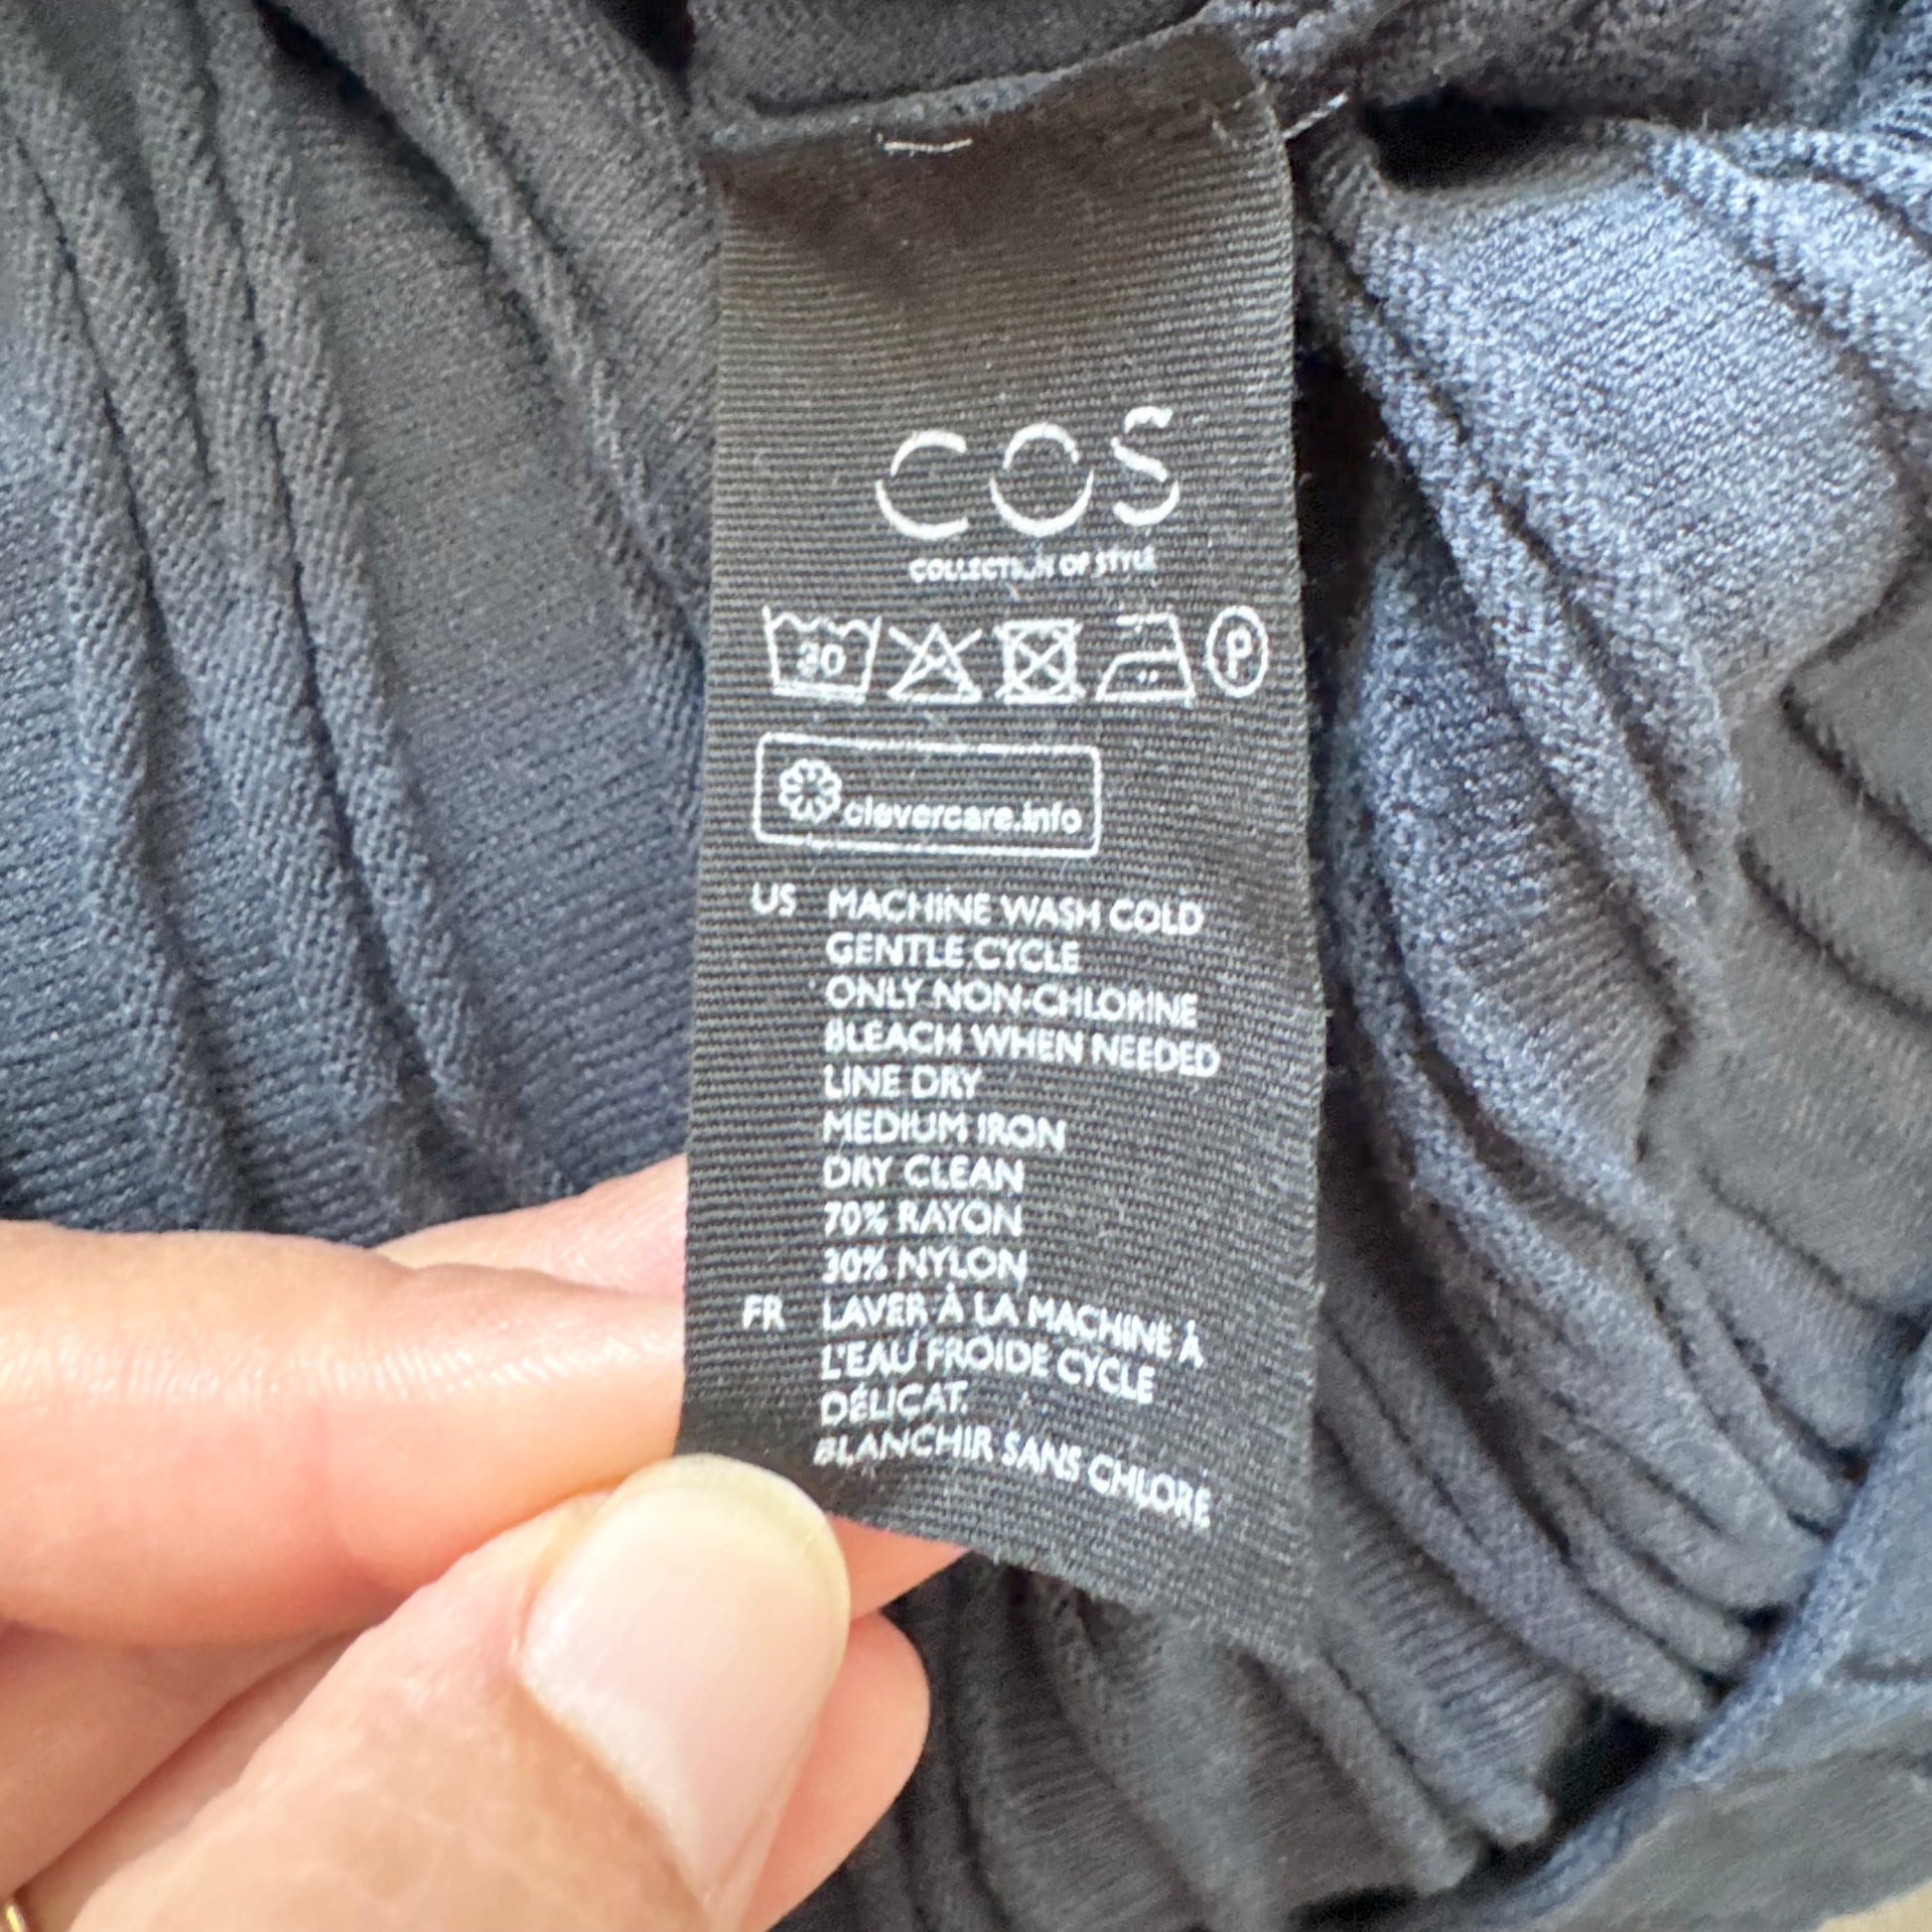 COS
COLLECTION OF STYLE
30 P
clevercare.info
US MACHINE WASH COLD
GENTLE CYCLE
ONLY NON-CHLORINE
BLEACH WHEN NEEDED
LINE DRY
MEDIUM IRON
DRY CLEAN
70% RAYON
30% NYLON
FR LAVER À LA MACHINE À
L'EAU FROIDE CYCLE
DÉLICAT.
BLANCHIR SANS CHLORE